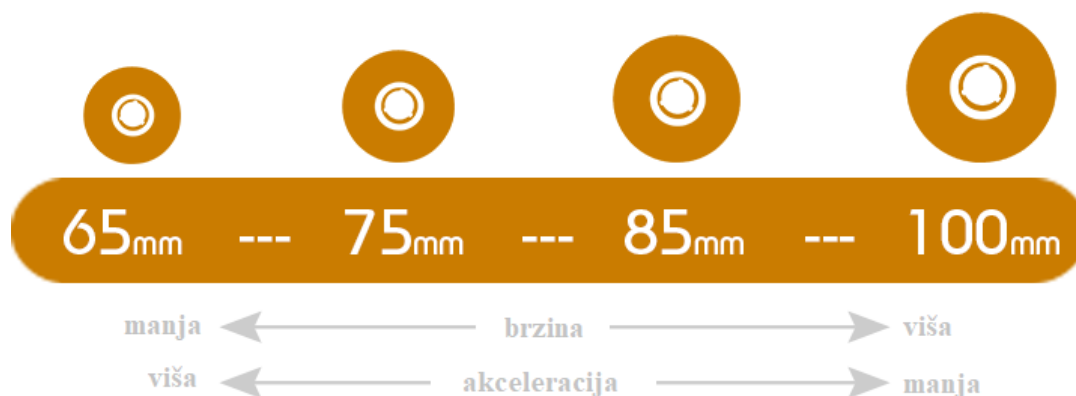 65mm --- 75mm --- 85mm --- 100mm
manja brzina viša
viša akceleracija manja